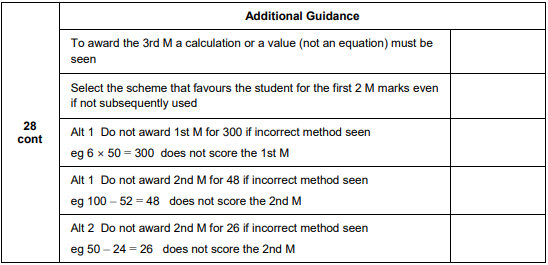 Additional Guidance
To award the 3rd M a calculation or a value (not an equation) must be
seen
Select the scheme that favours the student for the first 2 M marks even
if not subsequently used
28
cont
Alt 1 Do not award 1st M for 300 if incorrect method seen
eg 6 × 50 = 300 does not score the 1st M
Alt 1 Do not award 2nd M for 48 if incorrect method seen
eg 100 – 52 = 48 does not score the 2nd M
Alt 2 Do not award 2nd M for 26 if incorrect method seen
eg 50 – 24 = 26 does not score the 2nd M